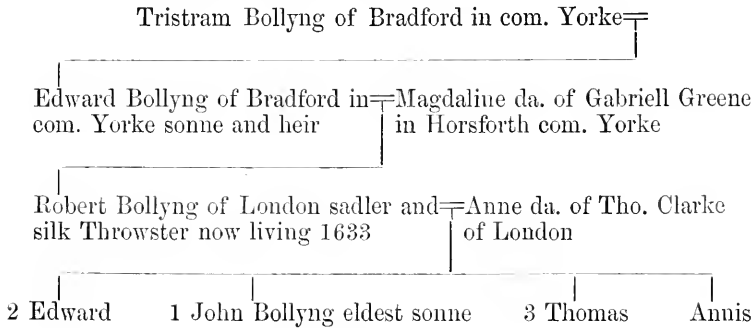 Tristram Bollyng of Bradford in com. Yorke
Edward Bollyng of Bradford in
com. Yorke sonne and heir
Magdaline da. of Gabriell Greene
in Horsforth com. Yorke
Robert Bollyng of London sadler and
silk Throwster now living 1633
Anne da. of Tho. Clarke
of London
2 Edward
1 John Bollyng eldest sonne
3 Thomas
Annis